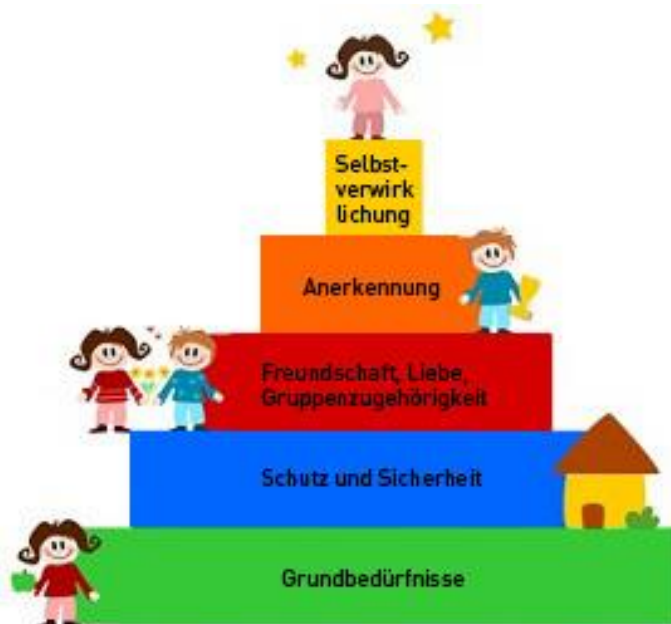 Selbst-
verwirk
lichung
Anerkennung
Freundschaft, Liebe,
Gruppenzugehörigkeit
Schutz und Sicherheit
Grundbedürfnisse